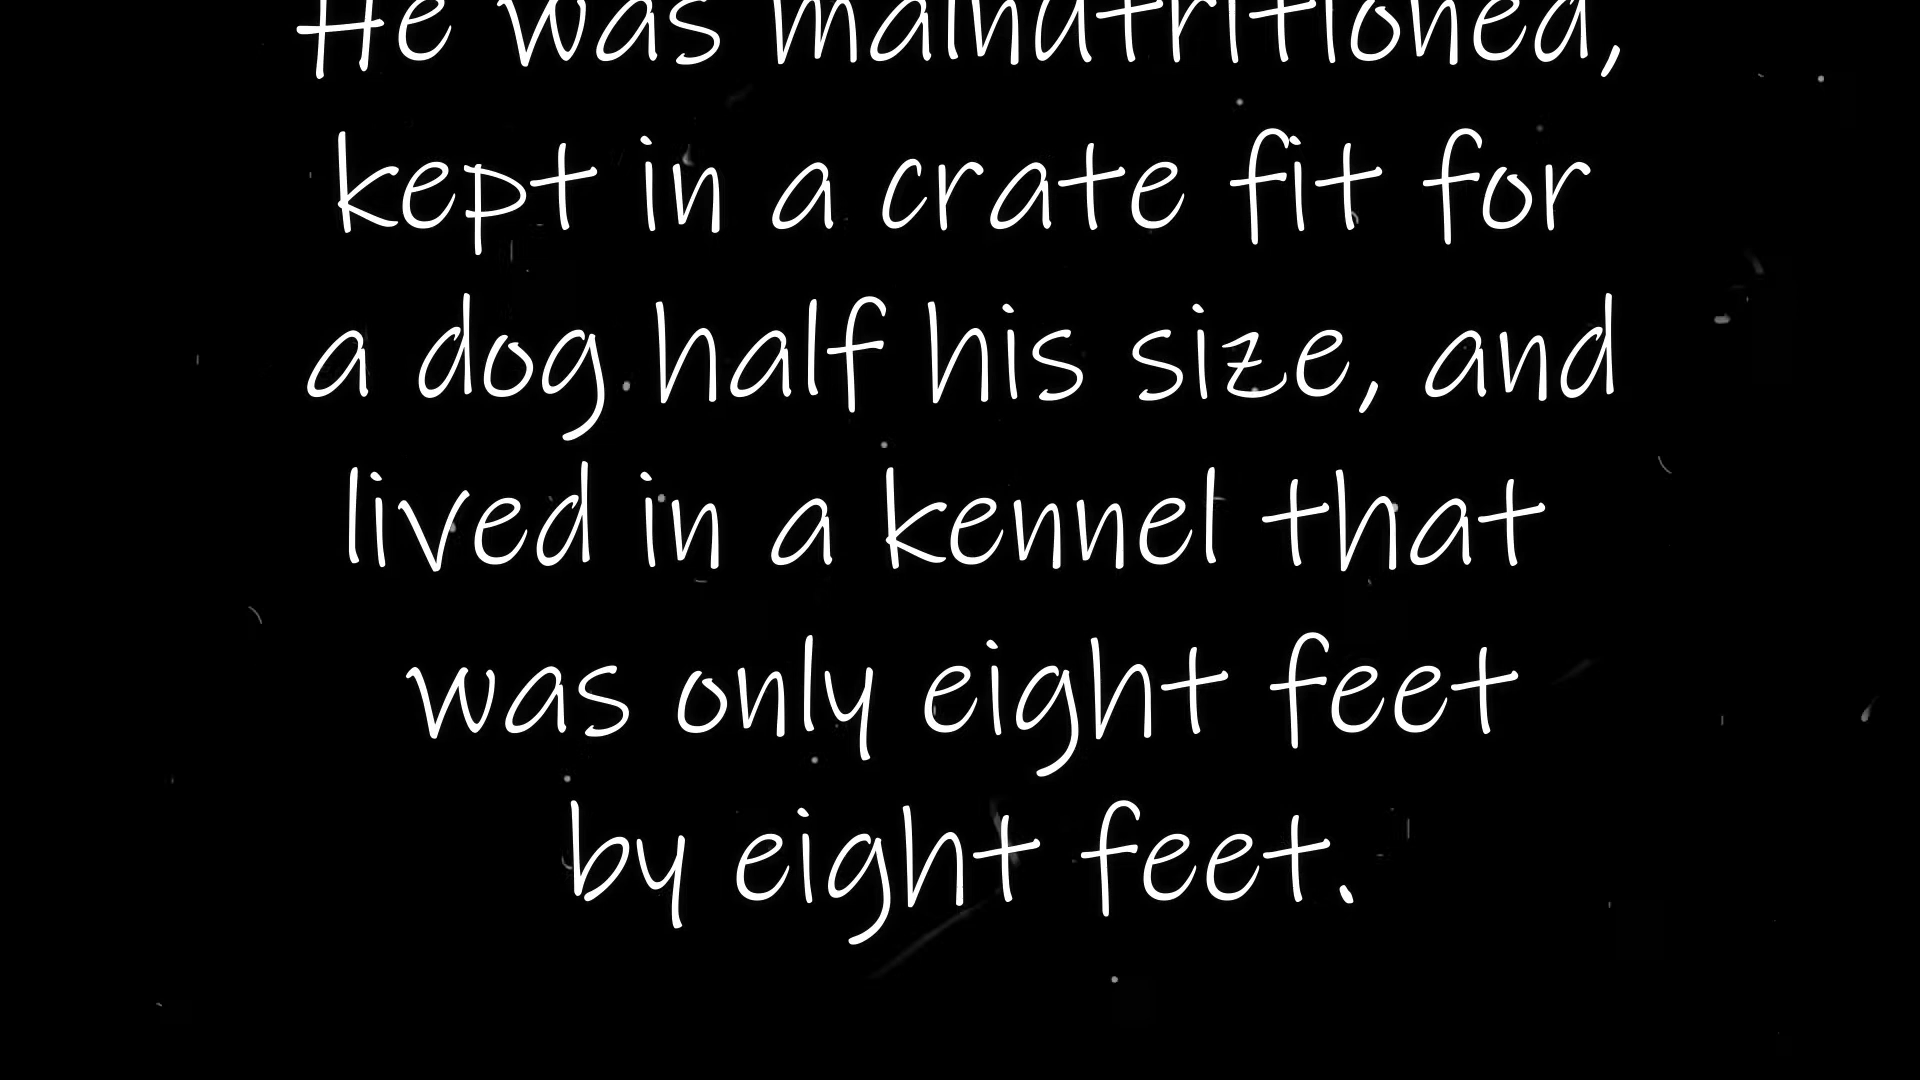 He was malnutritioned,
kept in a crate fit for
a dog half his size, and
lived in a kennel that
was only eight feet
by eight feet.